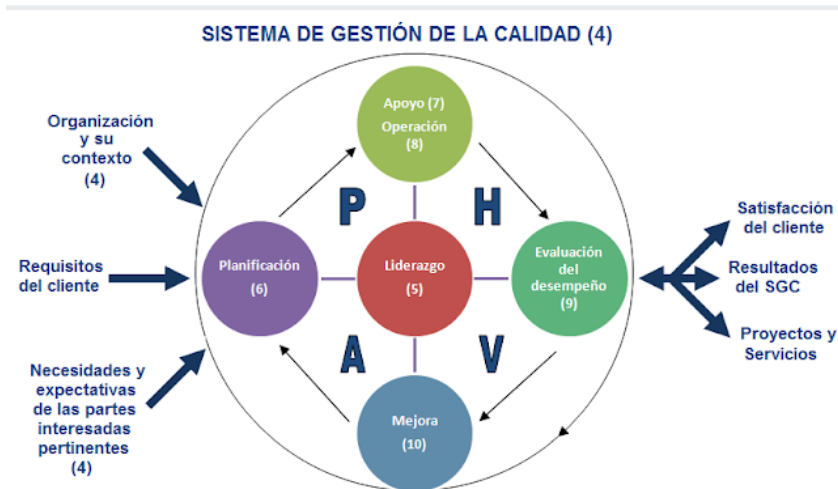 SISTEMA DE GESTIÓN DE LA CALIDAD (4)
Organización
y su
contexto
(4)
Requisitos
del cliente
Necesidades y
expectativas
de las partes
interesadas
pertinentes
(4)
Apoyo (7)
Operación
(8)
P
H
Planificación
(6)
Liderazgo
(5)
Evaluación
del
desempeño
(9)
A
V
Mejora
(10)
Satisfacción
del cliente
Resultados
del SGC
Proyectos y
Servicios